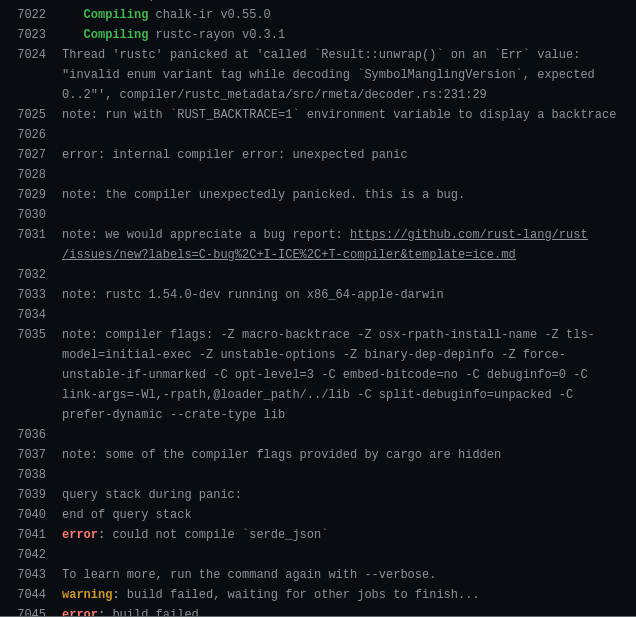 7022 Compiling chalk-ir v0.55.0
7023 Compiling rustc-rayon v0.3.1
7024 Thread 'rustc' panicked at 'called `Result::unwrap()` on an `Err` value:
"invalid enum variant tag while decoding `SymbolManglingVersion`, expected
0..2"', compiler/rustc_metadata/src/rmeta/decoder.rs:231:29
7025 note: run with `RUST_BACKTRACE=1` environment variable to display a backtrace
7026
7027 error: internal compiler error: unexpected panic
7028
7029 note: the compiler unexpectedly panicked. this is a bug.
7030
7031 note: we would appreciate a bug report: https://github.com/rust-lang/rust
/issues/new?labels=C-bug%2C+I-ICE%2C+T-compiler&template=ice.md
7032
7033 note: rustc 1.54.0-dev running on x86_64-apple-darwin
7034
7035 note: compiler flags: -Z macro-backtrace -Z osx-rpath-install-name -Z tls-
model=initial-exec -Z unstable-options -Z binary-dep-depinfo -Z force-
unstable-if-unmarked -C opt-level=3 -C embed-bitcode=no -C debuginfo=0 -C
link-args=-Wl,-rpath,@loader_path/../lib -C split-debuginfo=unpacked -C
prefer-dynamic --crate-type lib
7036
7037 note: some of the compiler flags provided by cargo are hidden
7038
7039 query stack during panic:
7040 end of query stack
7041 error: could not compile `serde_json`
7042
7043 To learn more, run the command again with --verbose.
7044 warning: build failed, waiting for other jobs to finish...
7045 error: build failed